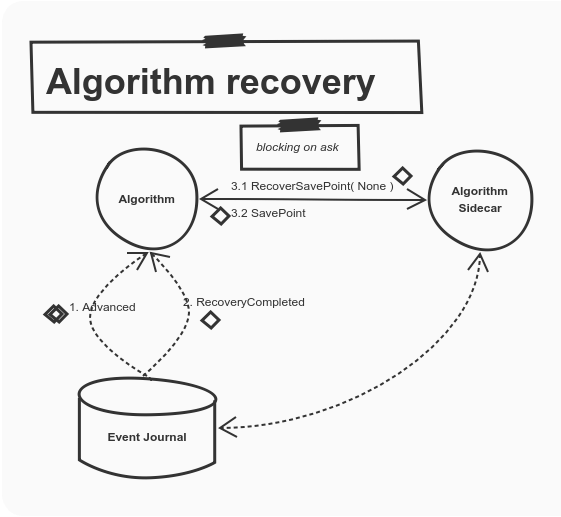 Algorithm recovery
blocking on ask
3.1 RecoverSavePoint( None )
Algorithm
Algorithm
Sidecar
3.2 SavePoint
1. Advanced
2. RecoveryCompleted
Event Journal